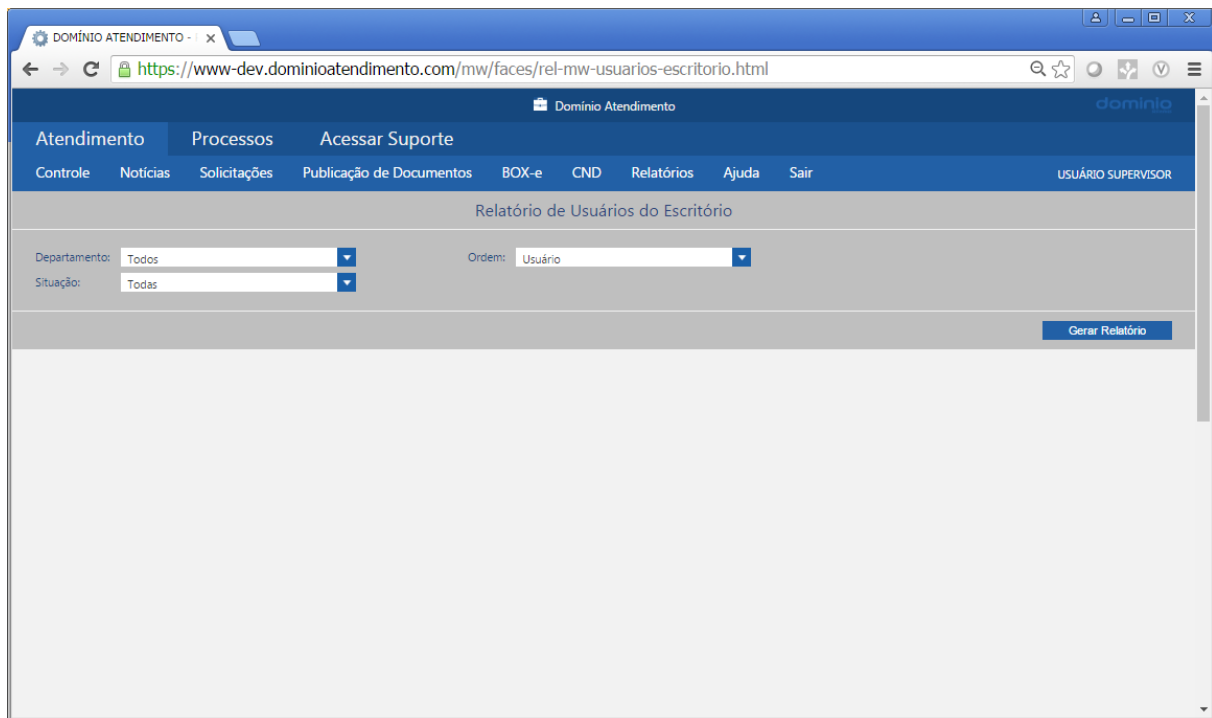 DOMÍNIO ATENDIMENTO -
https://www-dev.dominioatendimento.com/mw/faces/rel-mw-usuarios-escritorio.html
Domínio Atendimento
domínio
Atendimento Processos Acessar Suporte
Controle Notícias Solicitações Publicação de Documentos BOX-e CND Relatórios Ajuda Sair USUÁRIO SUPERVISOR
Relatório de Usuários do Escritório
Departamento: Todos Ordem: Usuário
Situação: Todas
Gerar Relatório